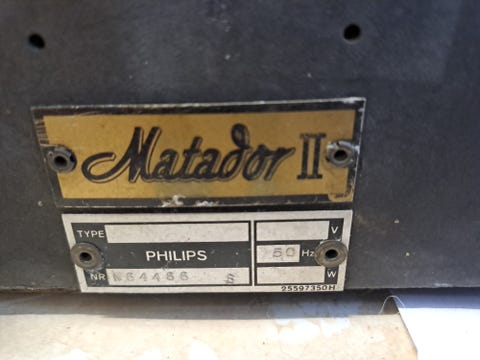 Matador II
TYPE V
PHILIPS 50 Hz
NR N64466 S W
25597350H